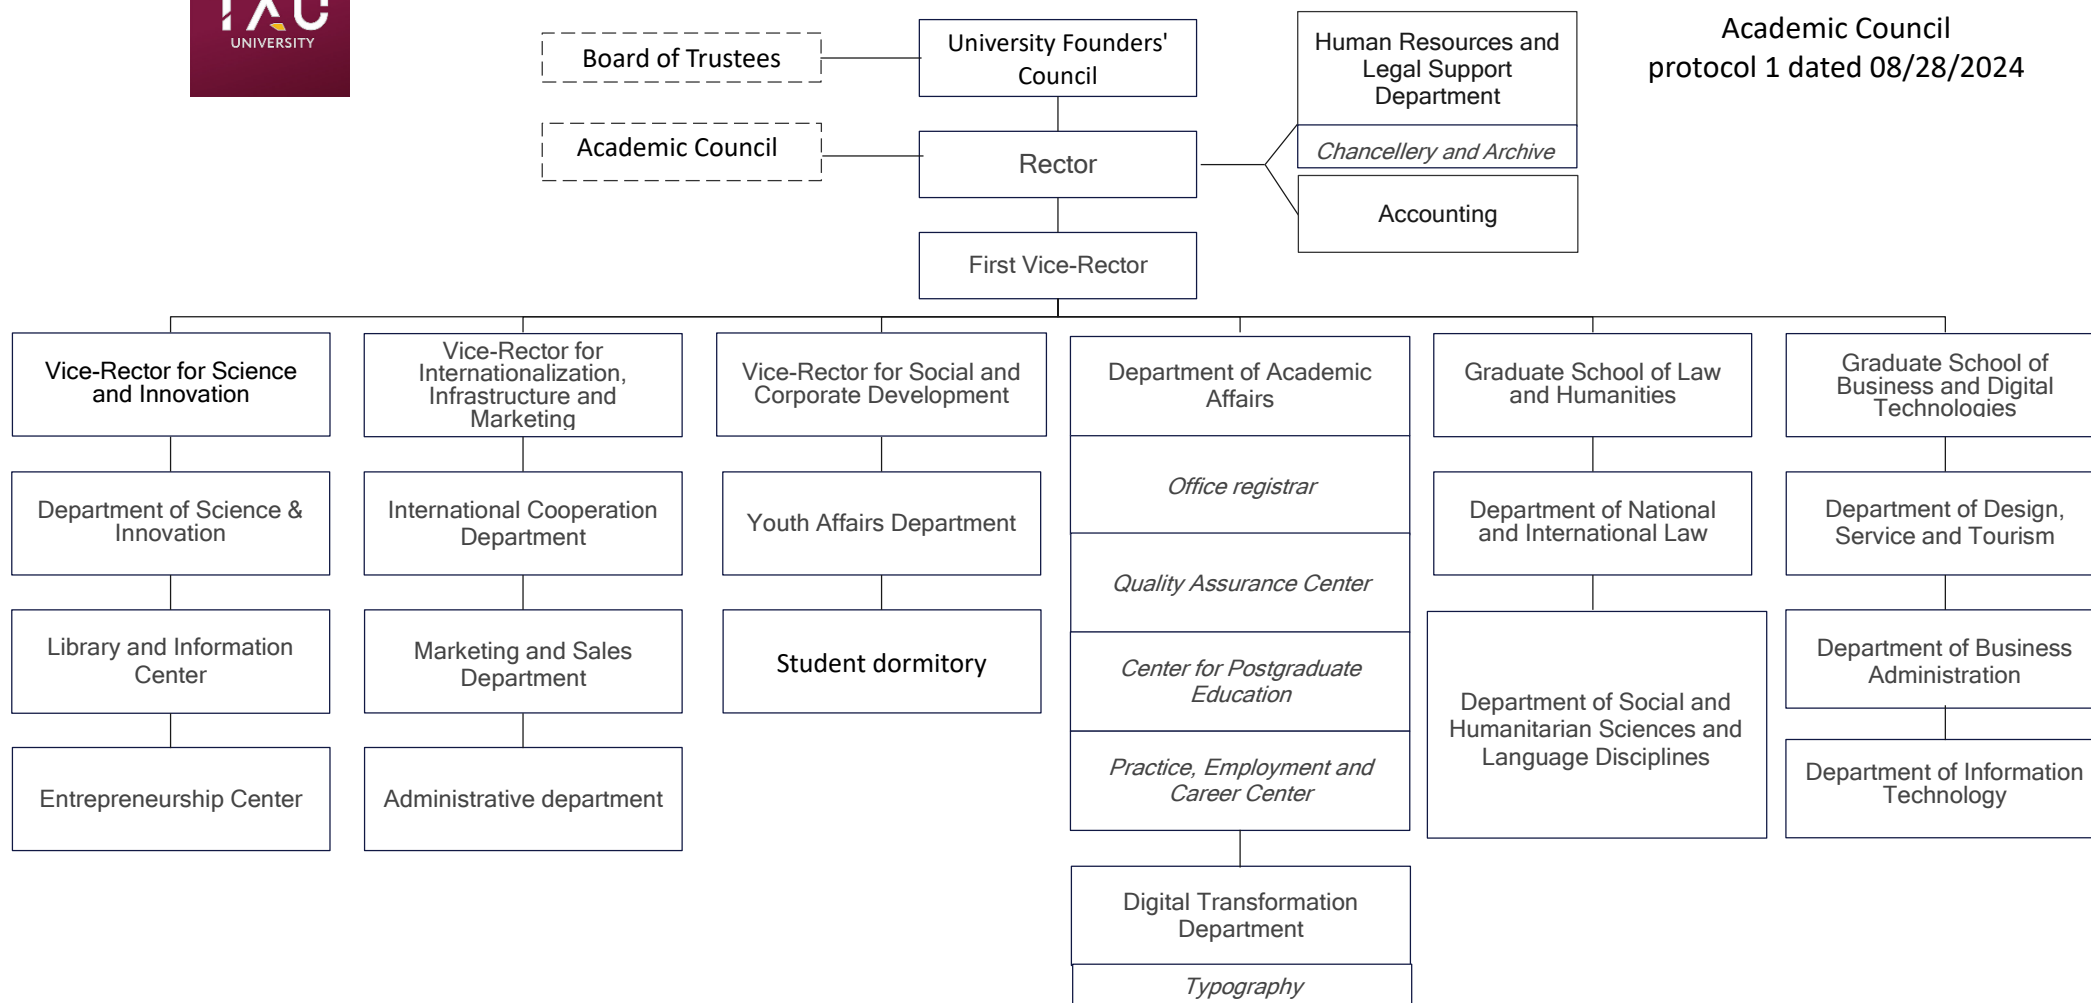 UNIVERSITY
Board of Trustees
University Founders'
Council
Human Resources and
Legal Support
Department
Academic Council
protocol 1 dated 08/28/2024
Academic Council
Rector
Chancellery and Archive
Accounting
First Vice-Rector
Vice-Rector for Science
and Innovation
Vice-Rector for
Internationalization,
Infrastructure and
Marketing
Vice-Rector for Social and
Corporate Development
Department of Academic
Affairs
Graduate School of Law
and Humanities
Graduate School of
Business and Digital
Technologies
Department of Science &
Innovation
International Cooperation
Department
Youth Affairs Department
Office registrar
Department of National
and International Law
Department of Design,
Service and Tourism
Quality Assurance Center
Library and Information
Center
Marketing and Sales
Department
Student dormitory
Center for Postgraduate
Education
Department of Social and
Humanitarian Sciences and
Language Disciplines
Department of Business
Administration
Entrepreneurship Center
Administrative department
Practice, Employment and
Career Center
Department of Information
Technology
Digital Transformation
Department
Typography